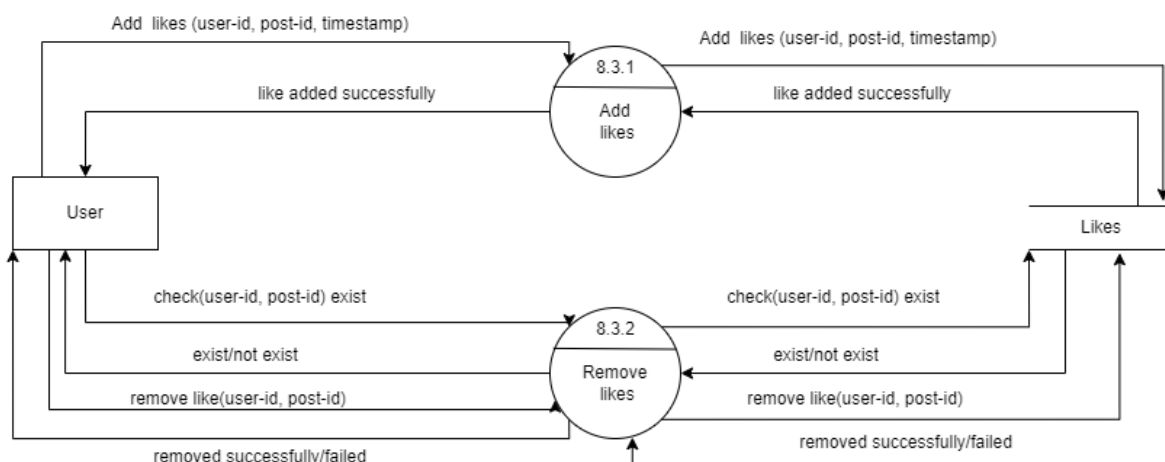 Add likes (user-id, post-id, timestamp)
Add likes (user-id, post-id, timestamp)
8.3.1
like added successfully
like added successfully
Add
likes
User
Likes
check(user-id, post-id) exist
check(user-id, post-id) exist
8.3.2
exist/not exist
exist/not exist
Remove
likes
remove like(user-id, post-id)
remove like(user-id, post-id)
removed successfully/failed
removed successfully/failed